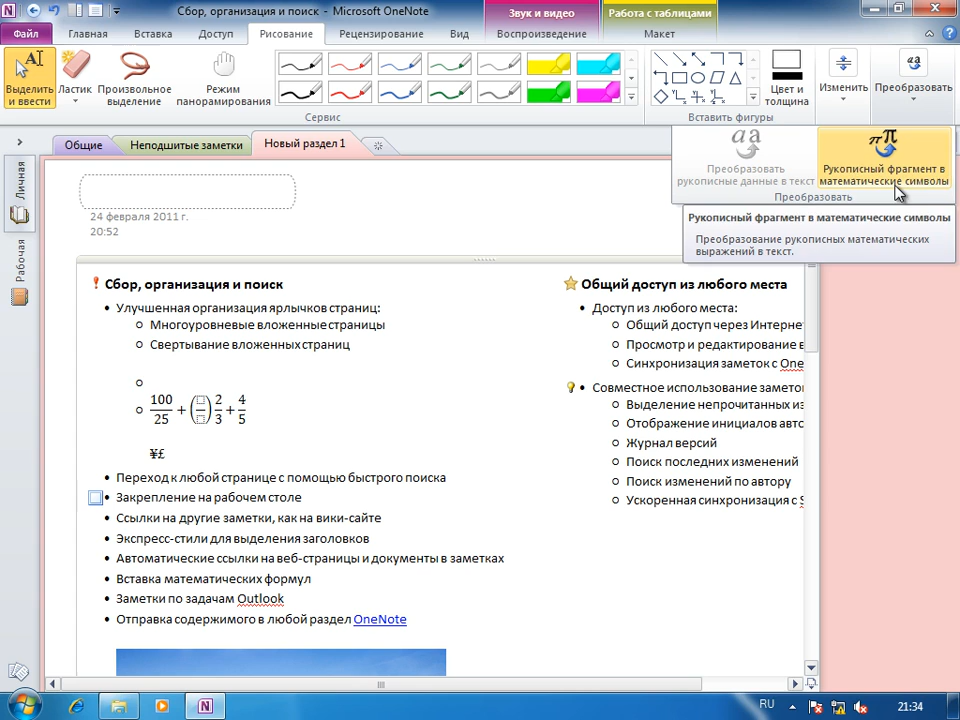 Сбор, организация и поиск - Microsoft OneNote
Звук и видео
Работа с таблицами
Файл
Главная
Вставка
Доступ
Рисование
Рецензирование
Вид
Воспроизведение
Макет
Выделить и ввести
Ластик
Произвольное выделение
Режим панорамирования
Сервис
Цвет и толщина
Вставить фигуры
Изменить
Преобразовать
Преобразовать рукописные данные в текст
Рукописный фрагмент в математические символы
Преобразовать
Рукописный фрагмент в математические символы
Преобразование рукописных математических
выражений в текст.
Общие
Неподшитые заметки
Новый раздел 1
Личная
Рабочая
24 февраля 2011 г.
20:52
Сбор, организация и поиск
• Улучшенная организация ярлычков страниц:
○ Многоуровневые вложенные страницы
○ Свертывание вложенных страниц
○
○ 100/25 + (⬚/⬚) 2/3 + 4/5
¥£
• Переход к любой странице с помощью быстрого поиска
• Закрепление на рабочем столе
• Ссылки на другие заметки, как на вики-сайте
• Экспресс-стили для выделения заголовков
• Автоматические ссылки на веб-страницы и документы в заметках
• Вставка математических формул
• Заметки по задачам Outlook
• Отправка содержимого в любой раздел OneNote
Общий доступ из любого места
• Доступ из любого места:
○ Общий доступ через Интерне
○ Просмотр и редактирование в
○ Синхронизация заметок с One
• Совместное использование заметок
○ Выделение непрочитанных из
○ Отображение инициалов авто
○ Журнал версий
○ Поиск последних изменений
○ Поиск изменений по автору
○ Ускоренная синхронизация с S
RU
21:34